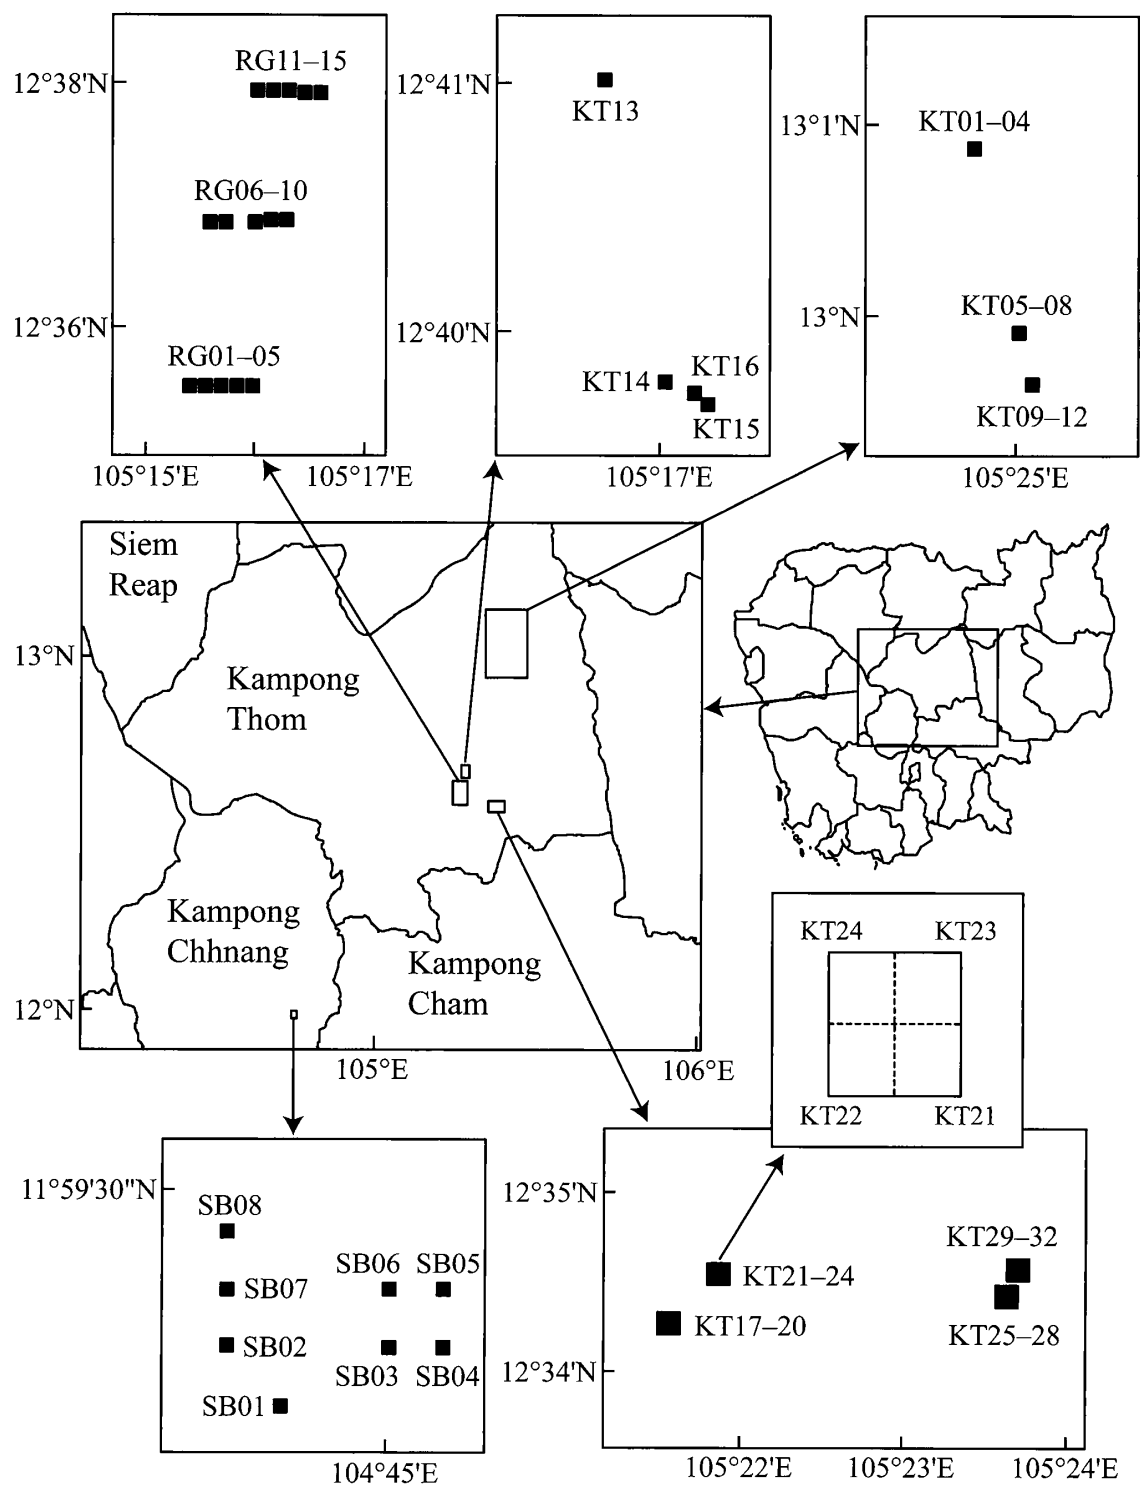 RG11–15
12°38'N
RG06–10
12°36'N
RG01–05
105°15'E
105°17'E
12°41'N
KT13
12°40'N
KT16
KT14
KT15
105°17'E
KT01–04
13°1'N
KT05–08
13°N
KT09–12
105°25'E
Siem
Reap
13°N
Kampong
Thom
Kampong
Chhnang
Kampong
Cham
12°N
105°E
106°E
KT24
KT23
KT22
KT21
11°59'30"N
SB08
SB06
SB05
SB07
SB02
SB03
SB04
SB01
104°45'E
12°35'N
KT29–32
KT21–24
KT17–20
KT25–28
12°34'N
105°22'E
105°23'E
105°24'E